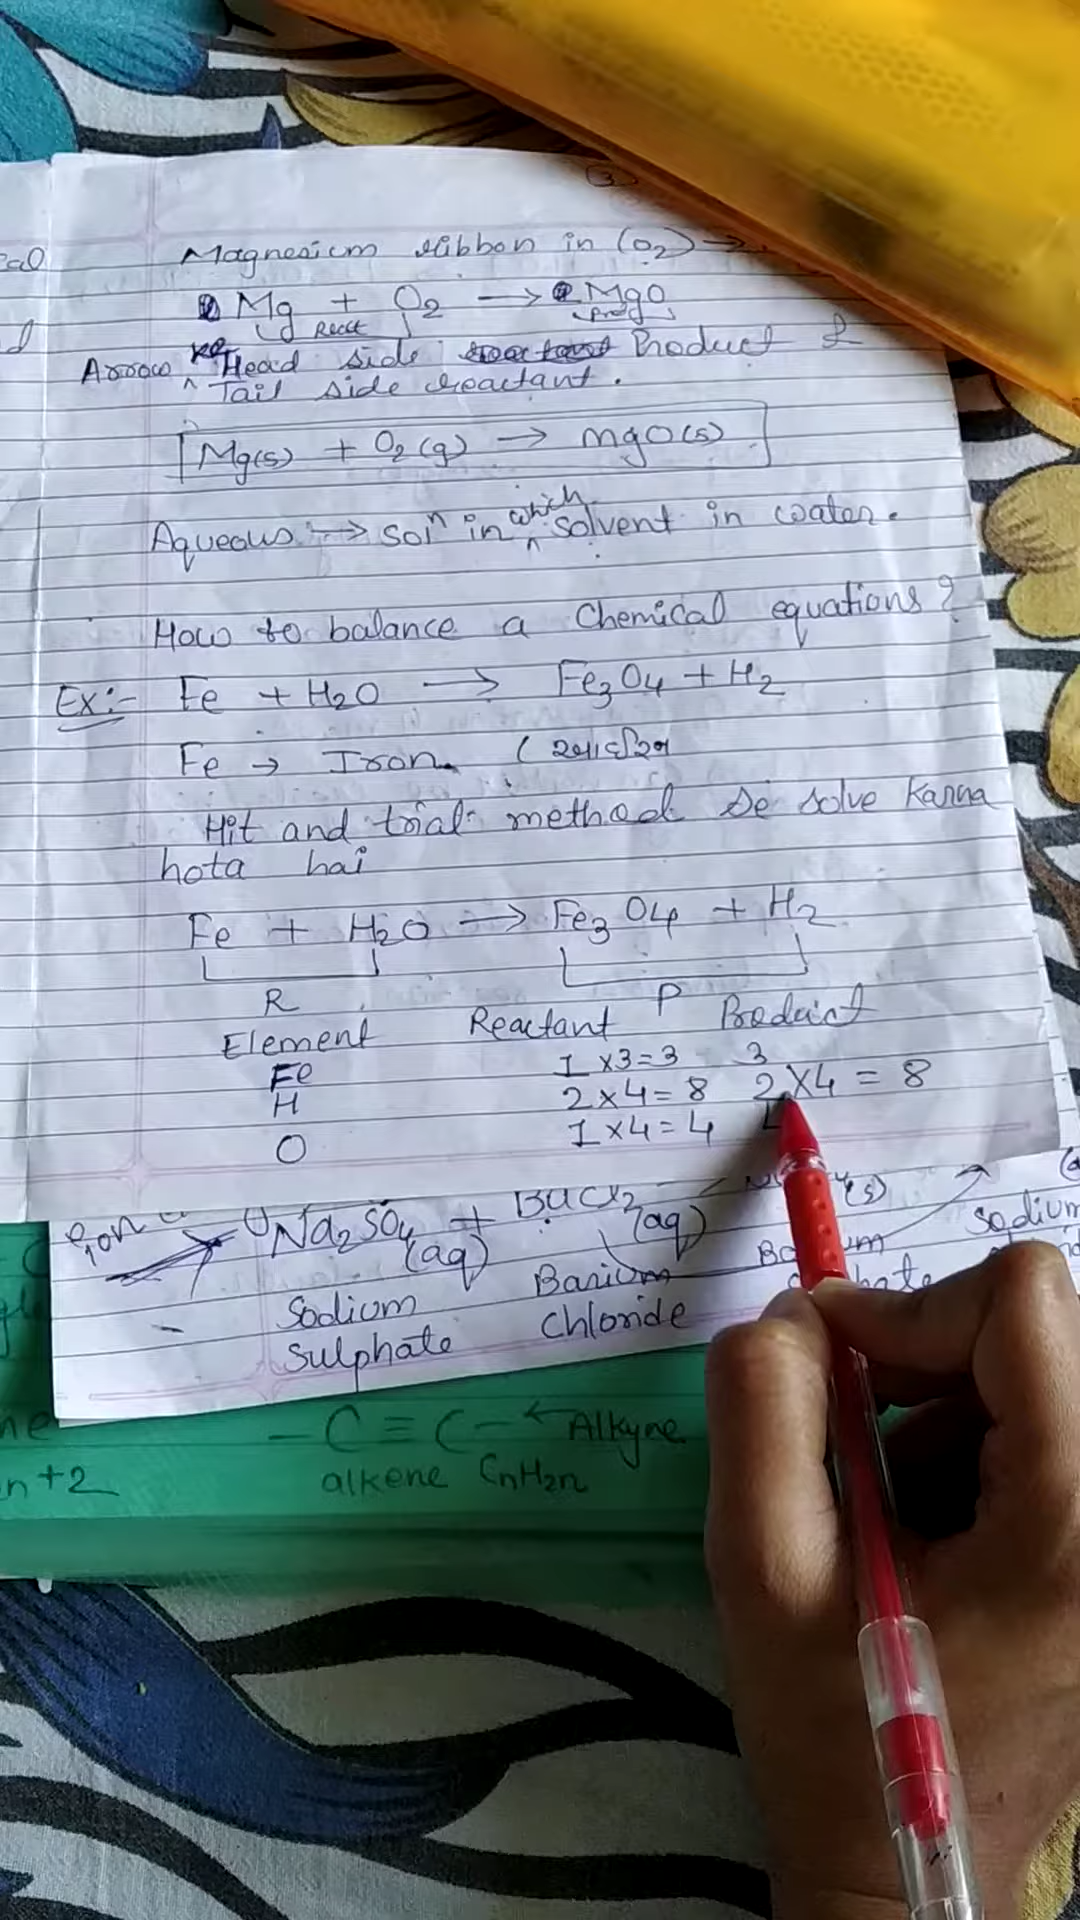 3
Magnesium ribbon in (O2) →
2 Mg + O2 → 2 MgO
React Prod
Arrow ke Head side Product &
Tail side reactant.
Mg(s) + O2(g) → mgO(s)
Aqueous → Solⁿ in which solvent in water.
How to balance a Chemical equations?
Ex:- Fe + H2O → Fe3O4 + H2
Fe → Iron (
Hit and trial method se solve karna
hota hai
Fe + H2O → Fe3O4 + H2
R P
Element Reactant Product
Fe 1 x3=3 3
H 2 x4=8 2x4 = 8
O 1 x4=4
Na2SO4(aq) + BaCl2(aq) (s)
Sodium Sulphate Barium Chloride Sodium
-C≡C- ← Alkyne
n+2 alkene CnH2n